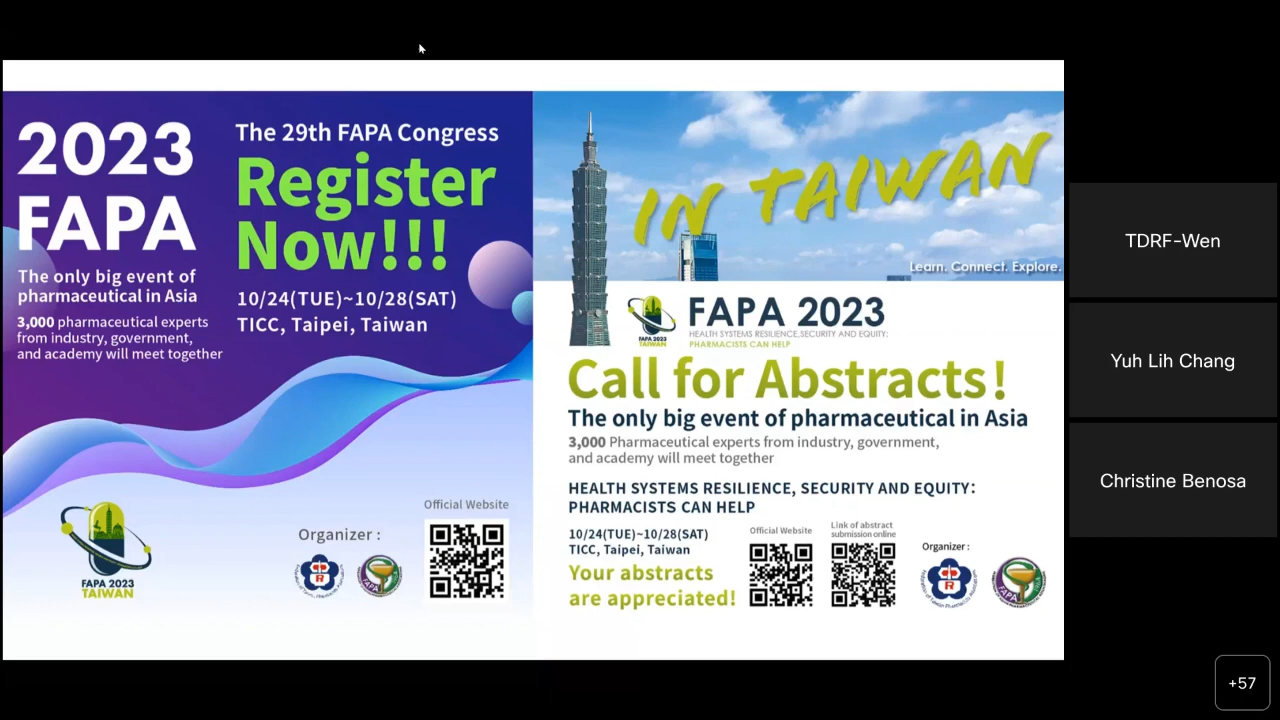 2023
FAPA
The only big event of
pharmaceutical in Asia
3,000 pharmaceutical experts
from industry, government,
and academy will meet together
The 29th FAPA Congress
Register
Now!!!
10/24(TUE)~10/28(SAT)
TICC, Taipei, Taiwan
FAPA 2023
TAIWAN
Organizer :
FAPA
Official Website
IN TAIWAN
Learn. Connect. Explore.
FAPA 2023
TAIWAN
FAPA 2023
HEALTH SYSTEMS RESILIENCE,SECURITY AND EQUITY:
PHARMACISTS CAN HELP
Call for Abstracts!
The only big event of pharmaceutical in Asia
3,000 Pharmaceutical experts from industry, government,
and academy will meet together
HEALTH SYSTEMS RESILIENCE, SECURITY AND EQUITY:
PHARMACISTS CAN HELP
10/24(TUE)~10/28(SAT)
TICC, Taipei, Taiwan
Your abstracts
are appreciated!
Official Website
Link of abstract
submission online
Organizer :
FAPA
TDRF-Wen
Yuh Lih Chang
Christine Benosa
+57